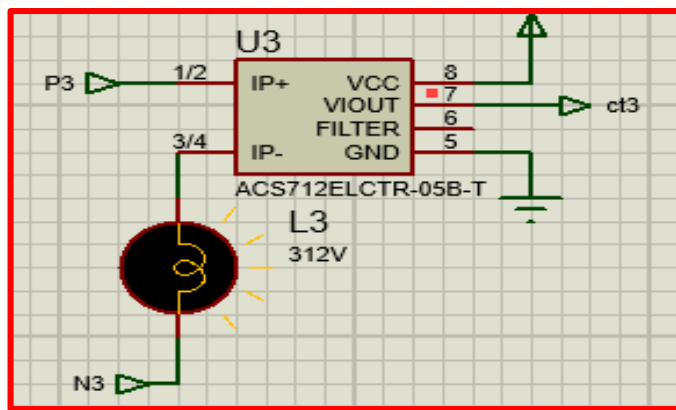 U3
P3
1/2
IP+
VCC
8
VIOUT
7
ct3
FILTER
6
3/4
IP-
GND
5
ACS712ELCTR-05B-T
L3
312V
N3